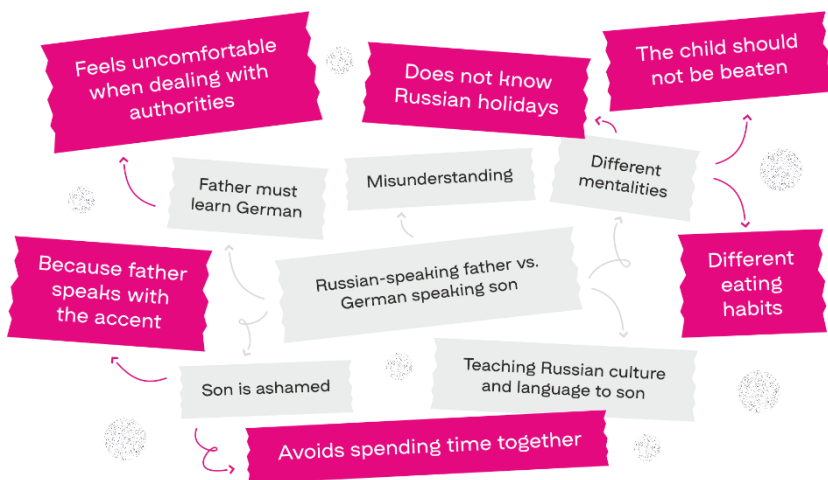 Feels uncomfortable
when dealing with
authorities
Does not know
Russian holidays
The child should
not be beaten
Father must
learn German
Misunderstanding
Different
mentalities
Because father
speaks with
the accent
Russian-speaking father vs.
German speaking son
Different
eating
habits
Son is ashamed
Teaching Russian culture
and language to son
Avoids spending time together